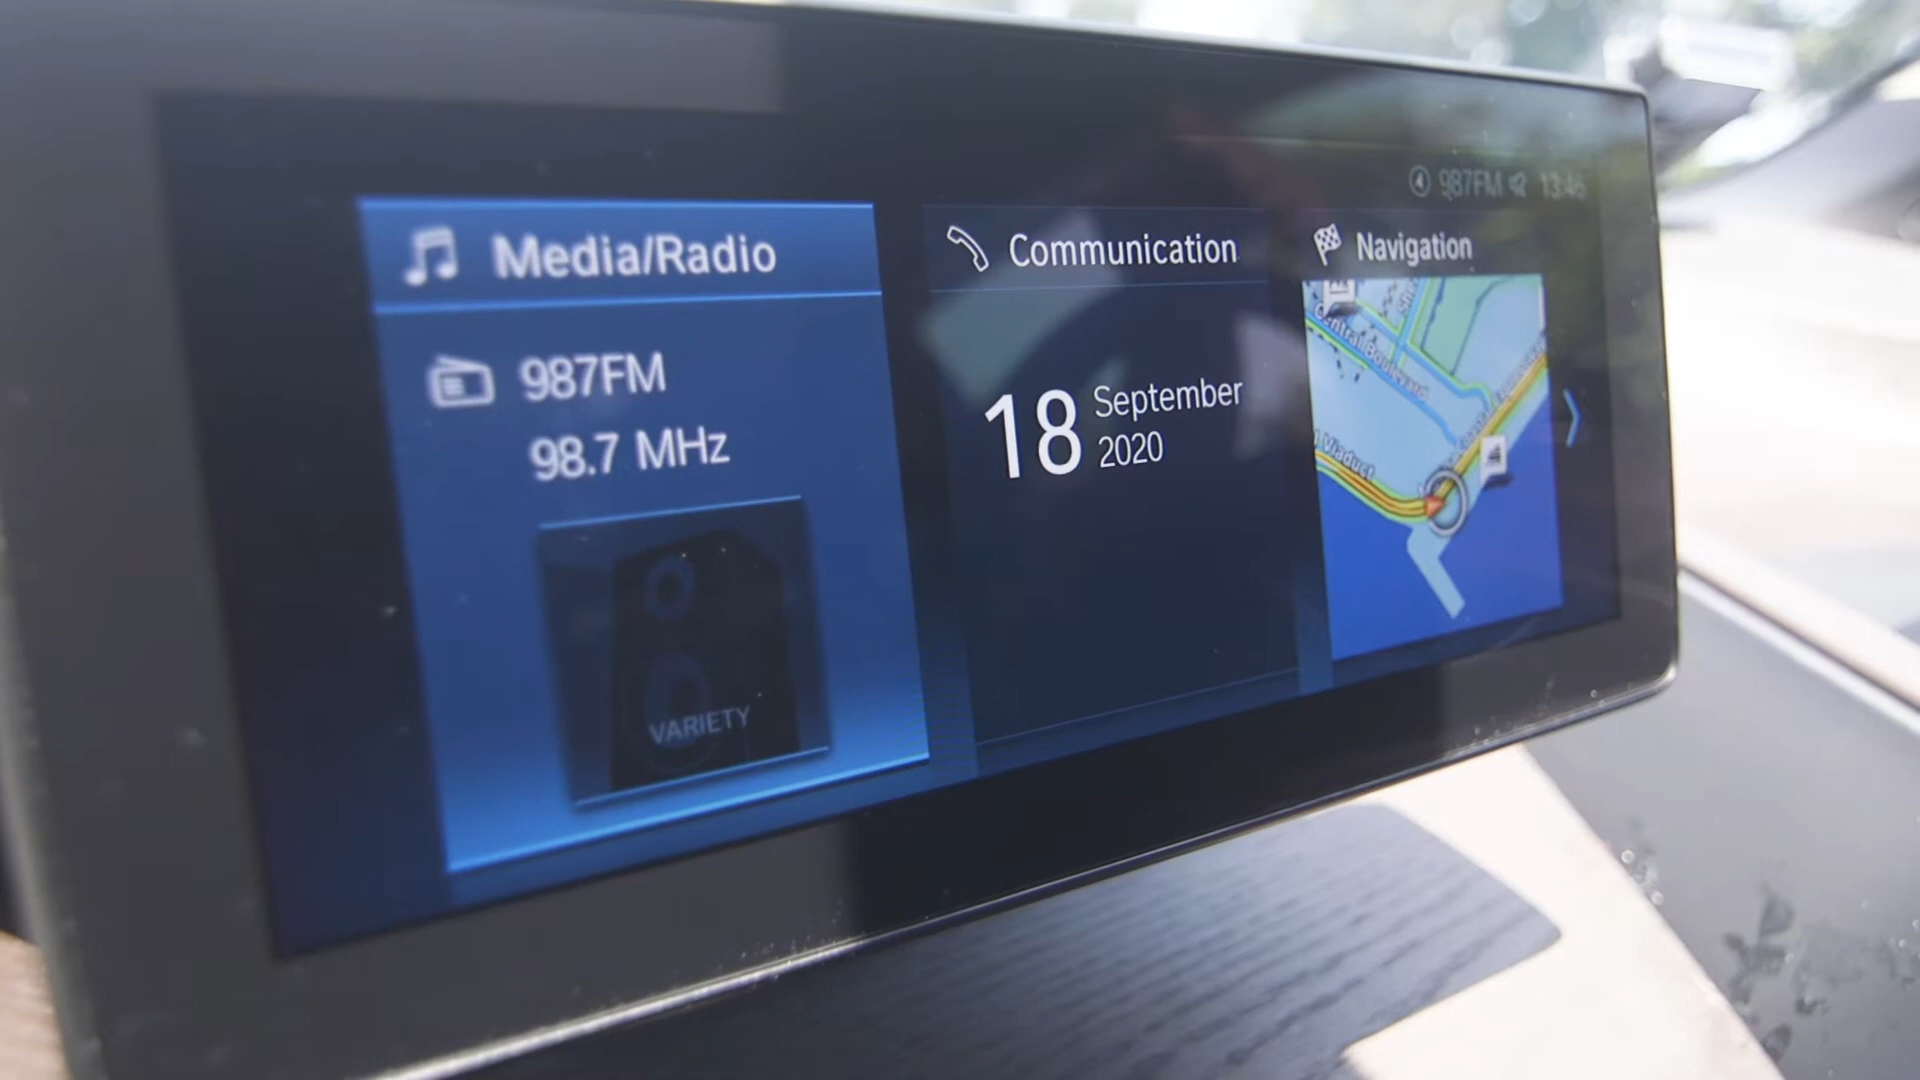 987FM 13:46
Media/Radio
987FM
98.7 MHz
VARIETY
Communication
18 September
2020
Navigation
Central Boulevard
Viaduct